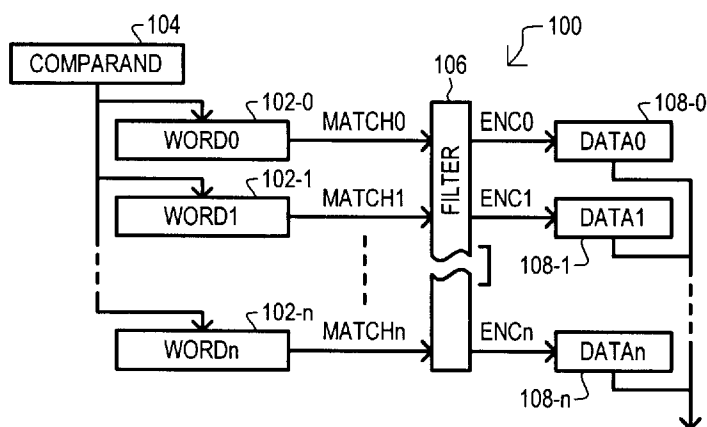 104
100
COMPARAND
106
102-0
108-0
WORD0
MATCH0
FILTER
ENC0
DATA0
102-1
WORD1
MATCH1
ENC1
DATA1
108-1
102-n
WORDn
MATCHn
ENCn
DATAn
108-n